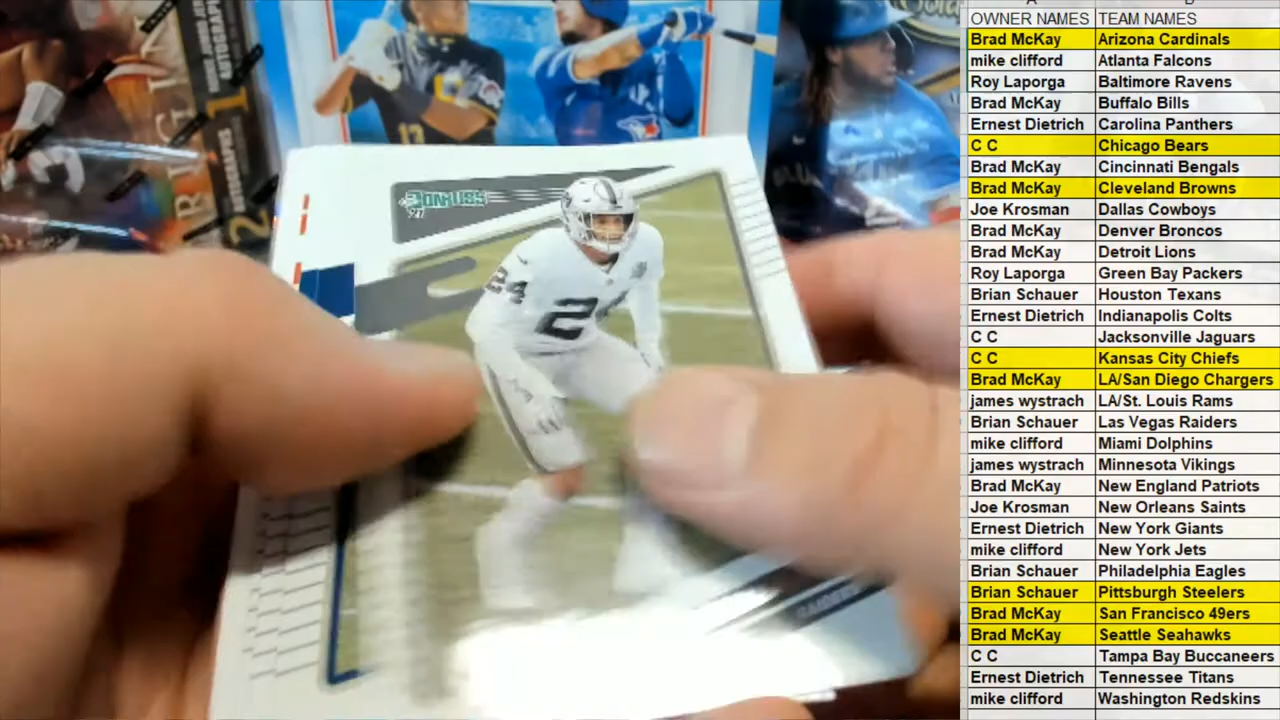 OWNER NAMES TEAM NAMES
Brad McKay Arizona Cardinals
mike clifford Atlanta Falcons
Roy Laporga Baltimore Ravens
Brad McKay Buffalo Bills
Ernest Dietrich Carolina Panthers
C C Chicago Bears
Brad McKay Cincinnati Bengals
Brad McKay Cleveland Browns
Joe Krosman Dallas Cowboys
Brad McKay Denver Broncos
Brad McKay Detroit Lions
Roy Laporga Green Bay Packers
Brian Schauer Houston Texans
Ernest Dietrich Indianapolis Colts
C C Jacksonville Jaguars
C C Kansas City Chiefs
Brad McKay LA/San Diego Chargers
james wystrach LA/St. Louis Rams
Brian Schauer Las Vegas Raiders
mike clifford Miami Dolphins
james wystrach Minnesota Vikings
Brad McKay New England Patriots
Joe Krosman New Orleans Saints
Ernest Dietrich New York Giants
mike clifford New York Jets
Brian Schauer Philadelphia Eagles
Brian Schauer Pittsburgh Steelers
Brad McKay San Francisco 49ers
Brad McKay Seattle Seahawks
C C Tampa Bay Buccaneers
Ernest Dietrich Tennessee Titans
mike clifford Washington Redskins
DONRUSS
'21
24
24
RAIDERS
13
1
2